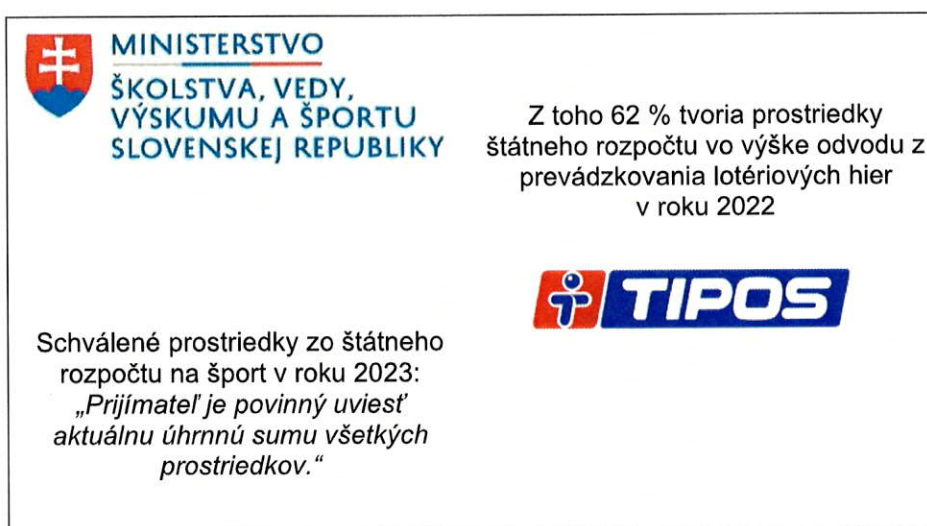 MINISTERSTVO
ŠKOLSTVA, VEDY,
VÝSKUMU A ŠPORTU
SLOVENSKEJ REPUBLIKY
Z toho 62 % tvoria prostriedky
štátneho rozpočtu vo výške odvodu z
prevádzkovania lotériových hier
v roku 2022
TIPOS
Schválené prostriedky zo štátneho
rozpočtu na šport v roku 2023:
„Prijímateľ je povinný uviesť
aktuálnu úhrnnú sumu všetkých
prostriedkov.“